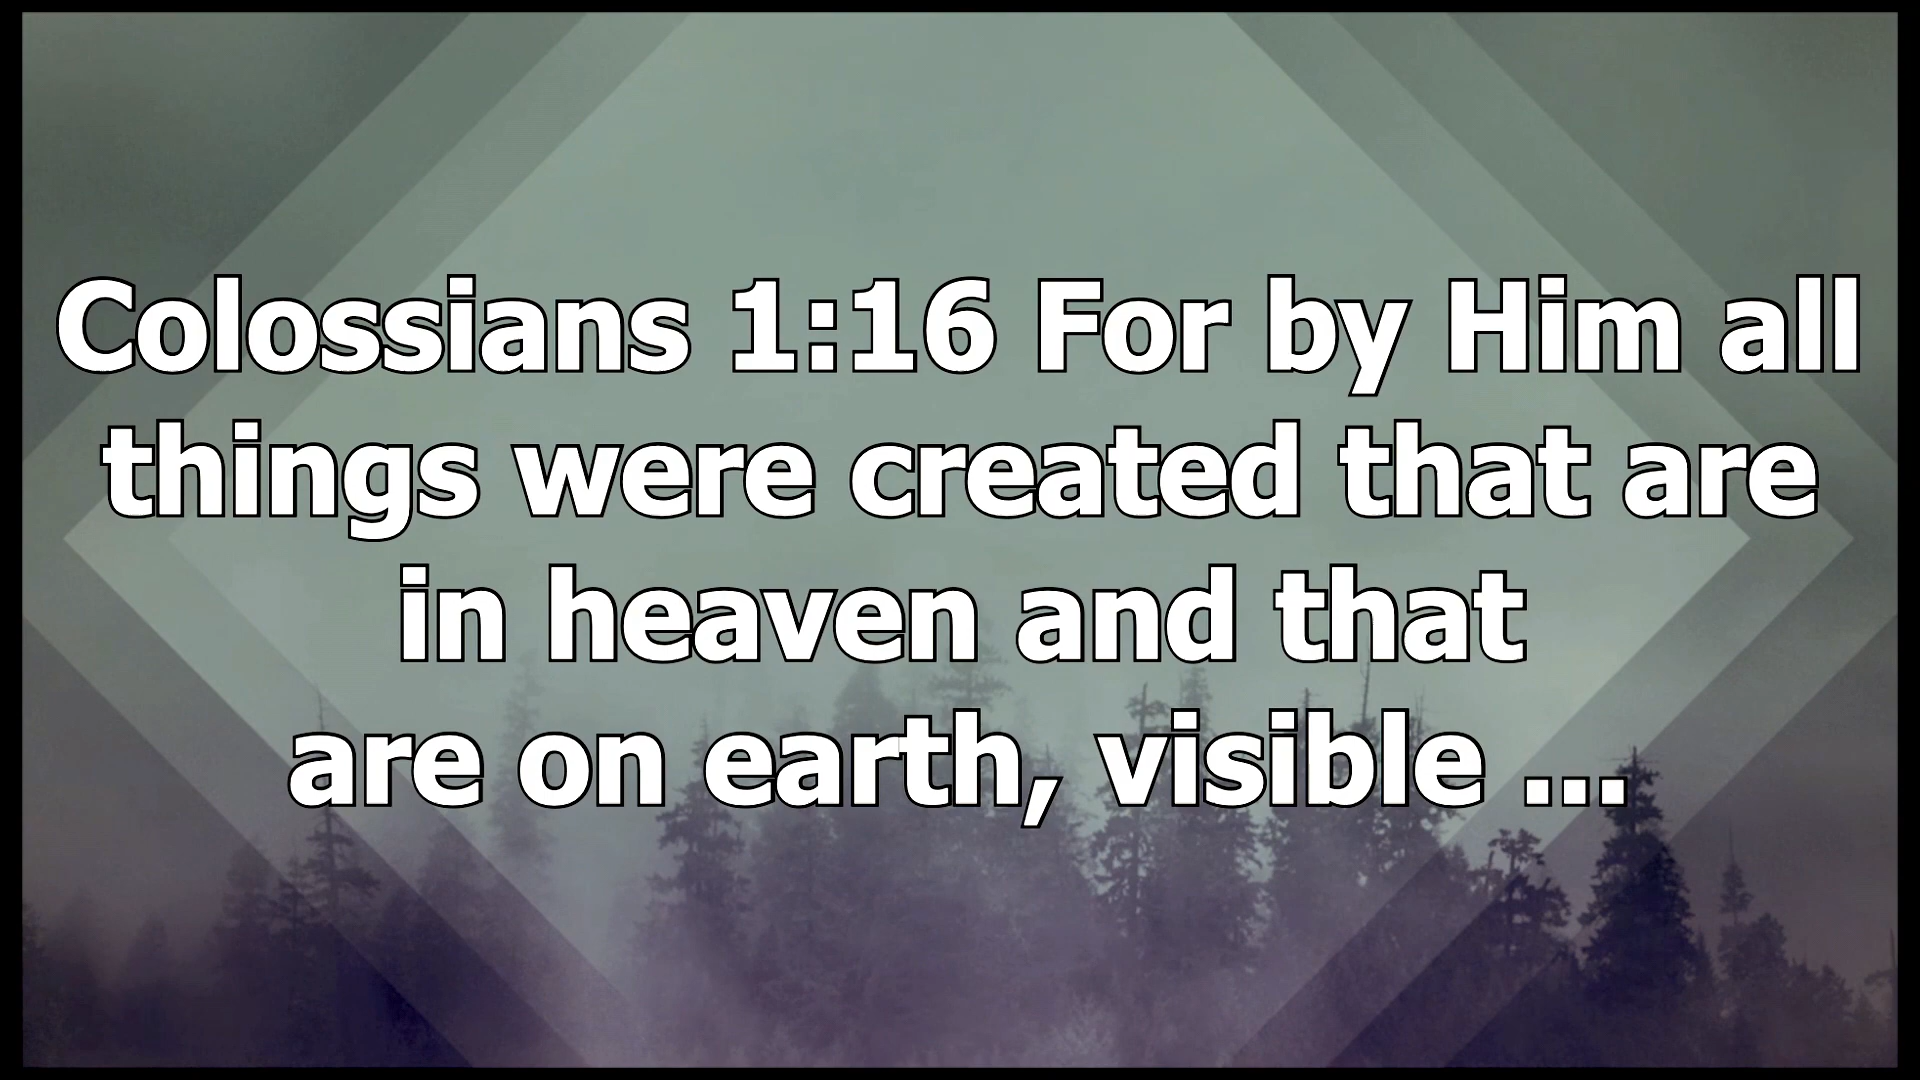 Colossians 1:16 For by Him all
things were created that are
in heaven and that
are on earth, visible ...